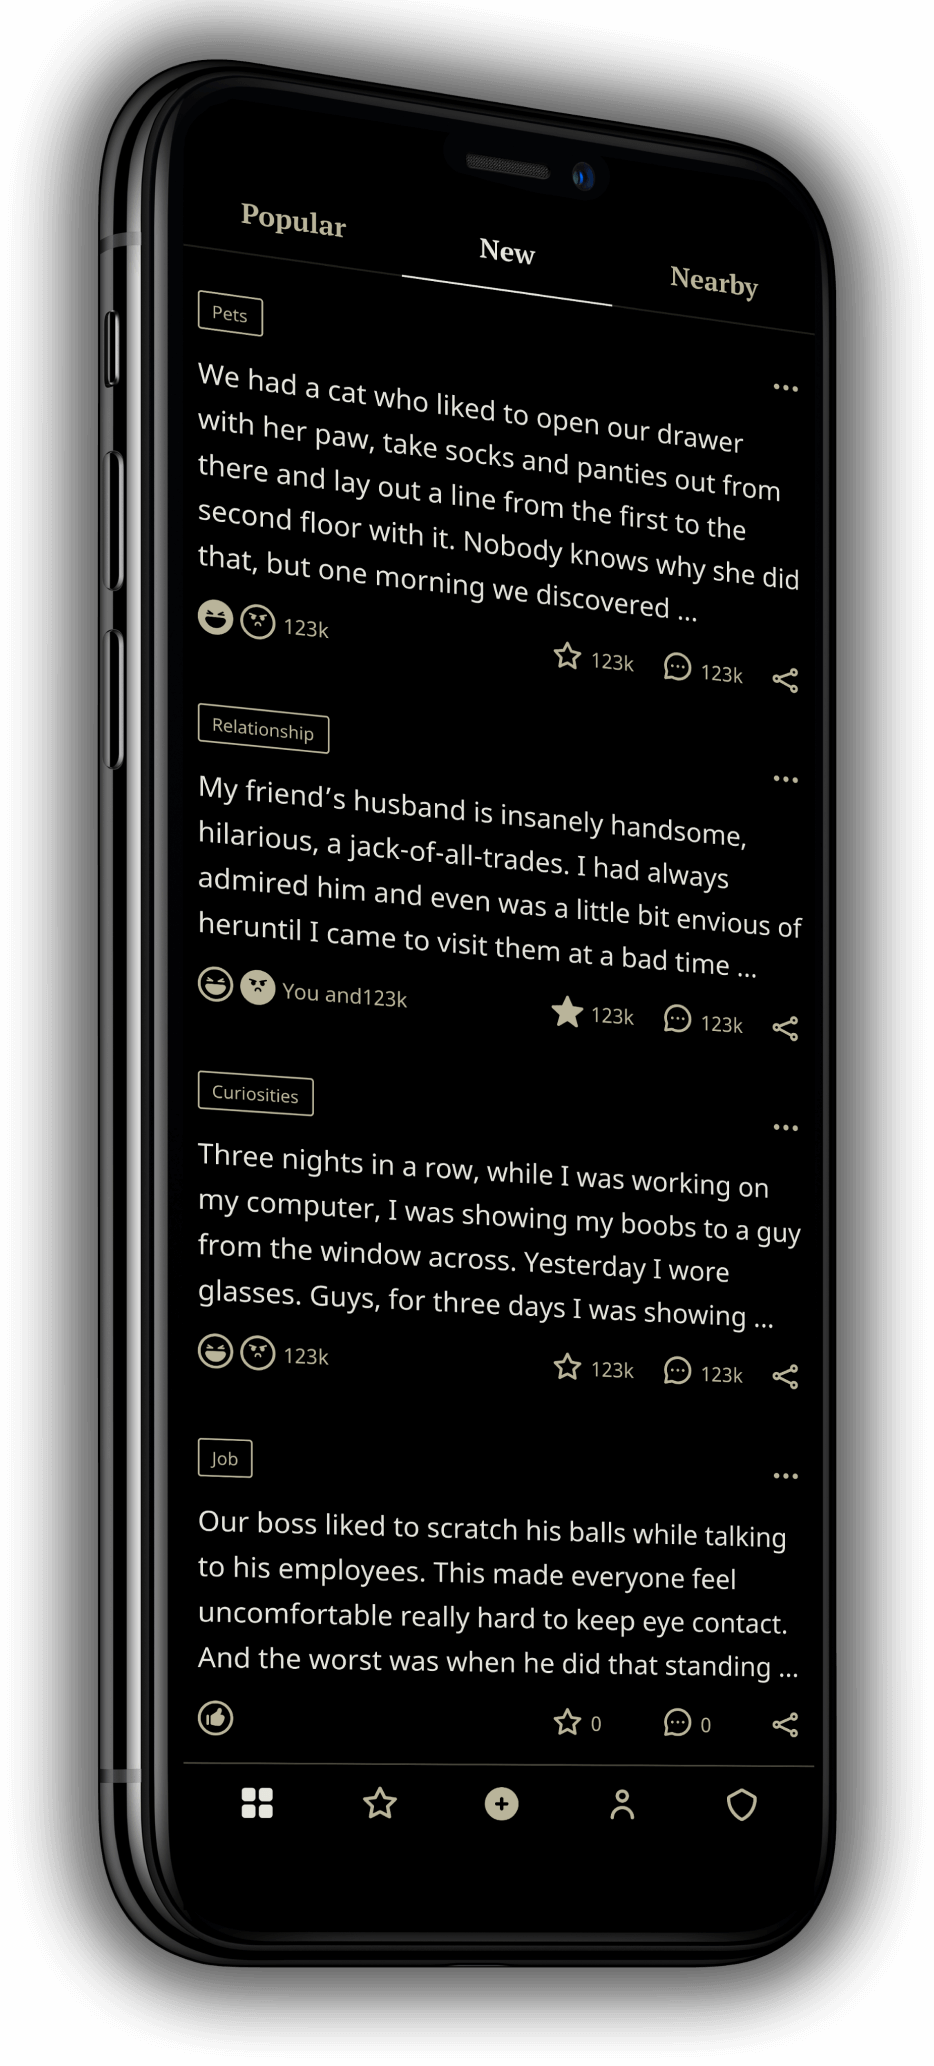 Popular
New
Nearby
Pets
We had a cat who liked to open our drawer
with her paw, take socks and panties out from
there and lay out a line from the first to the
second floor with it. Nobody knows why she did
that, but one morning we discovered ...
123k
123k
123k
Relationship
My friend’s husband is insanely handsome,
hilarious, a jack-of-all-trades. I had always
admired him and even was a little bit envious of
heruntil I came to visit them at a bad time ...
You and123k
123k
123k
Curiosities
Three nights in a row, while I was working on
my computer, I was showing my boobs to a guy
from the window across. Yesterday I wore
glasses. Guys, for three days I was showing ...
123k
123k
123k
Job
Our boss liked to scratch his balls while talking
to his employees. This made everyone feel
uncomfortable really hard to keep eye contact.
And the worst was when he did that standing ...
0
0